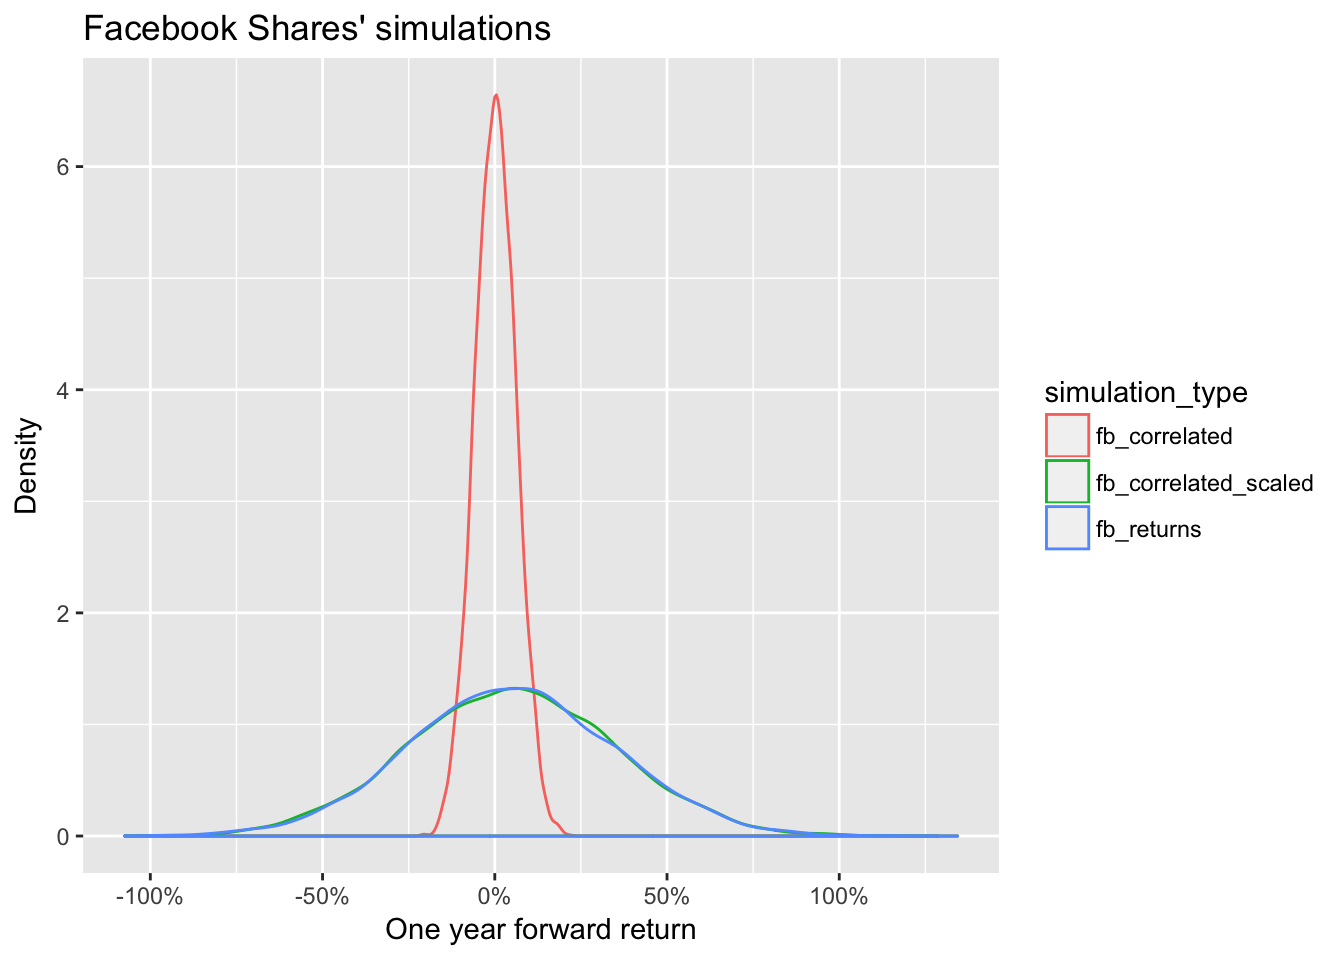 Facebook Shares' simulations
6
4
2
0
Density
-100%
-50%
0%
50%
100%
One year forward return
simulation_type
fb_correlated
fb_correlated_scaled
fb_returns